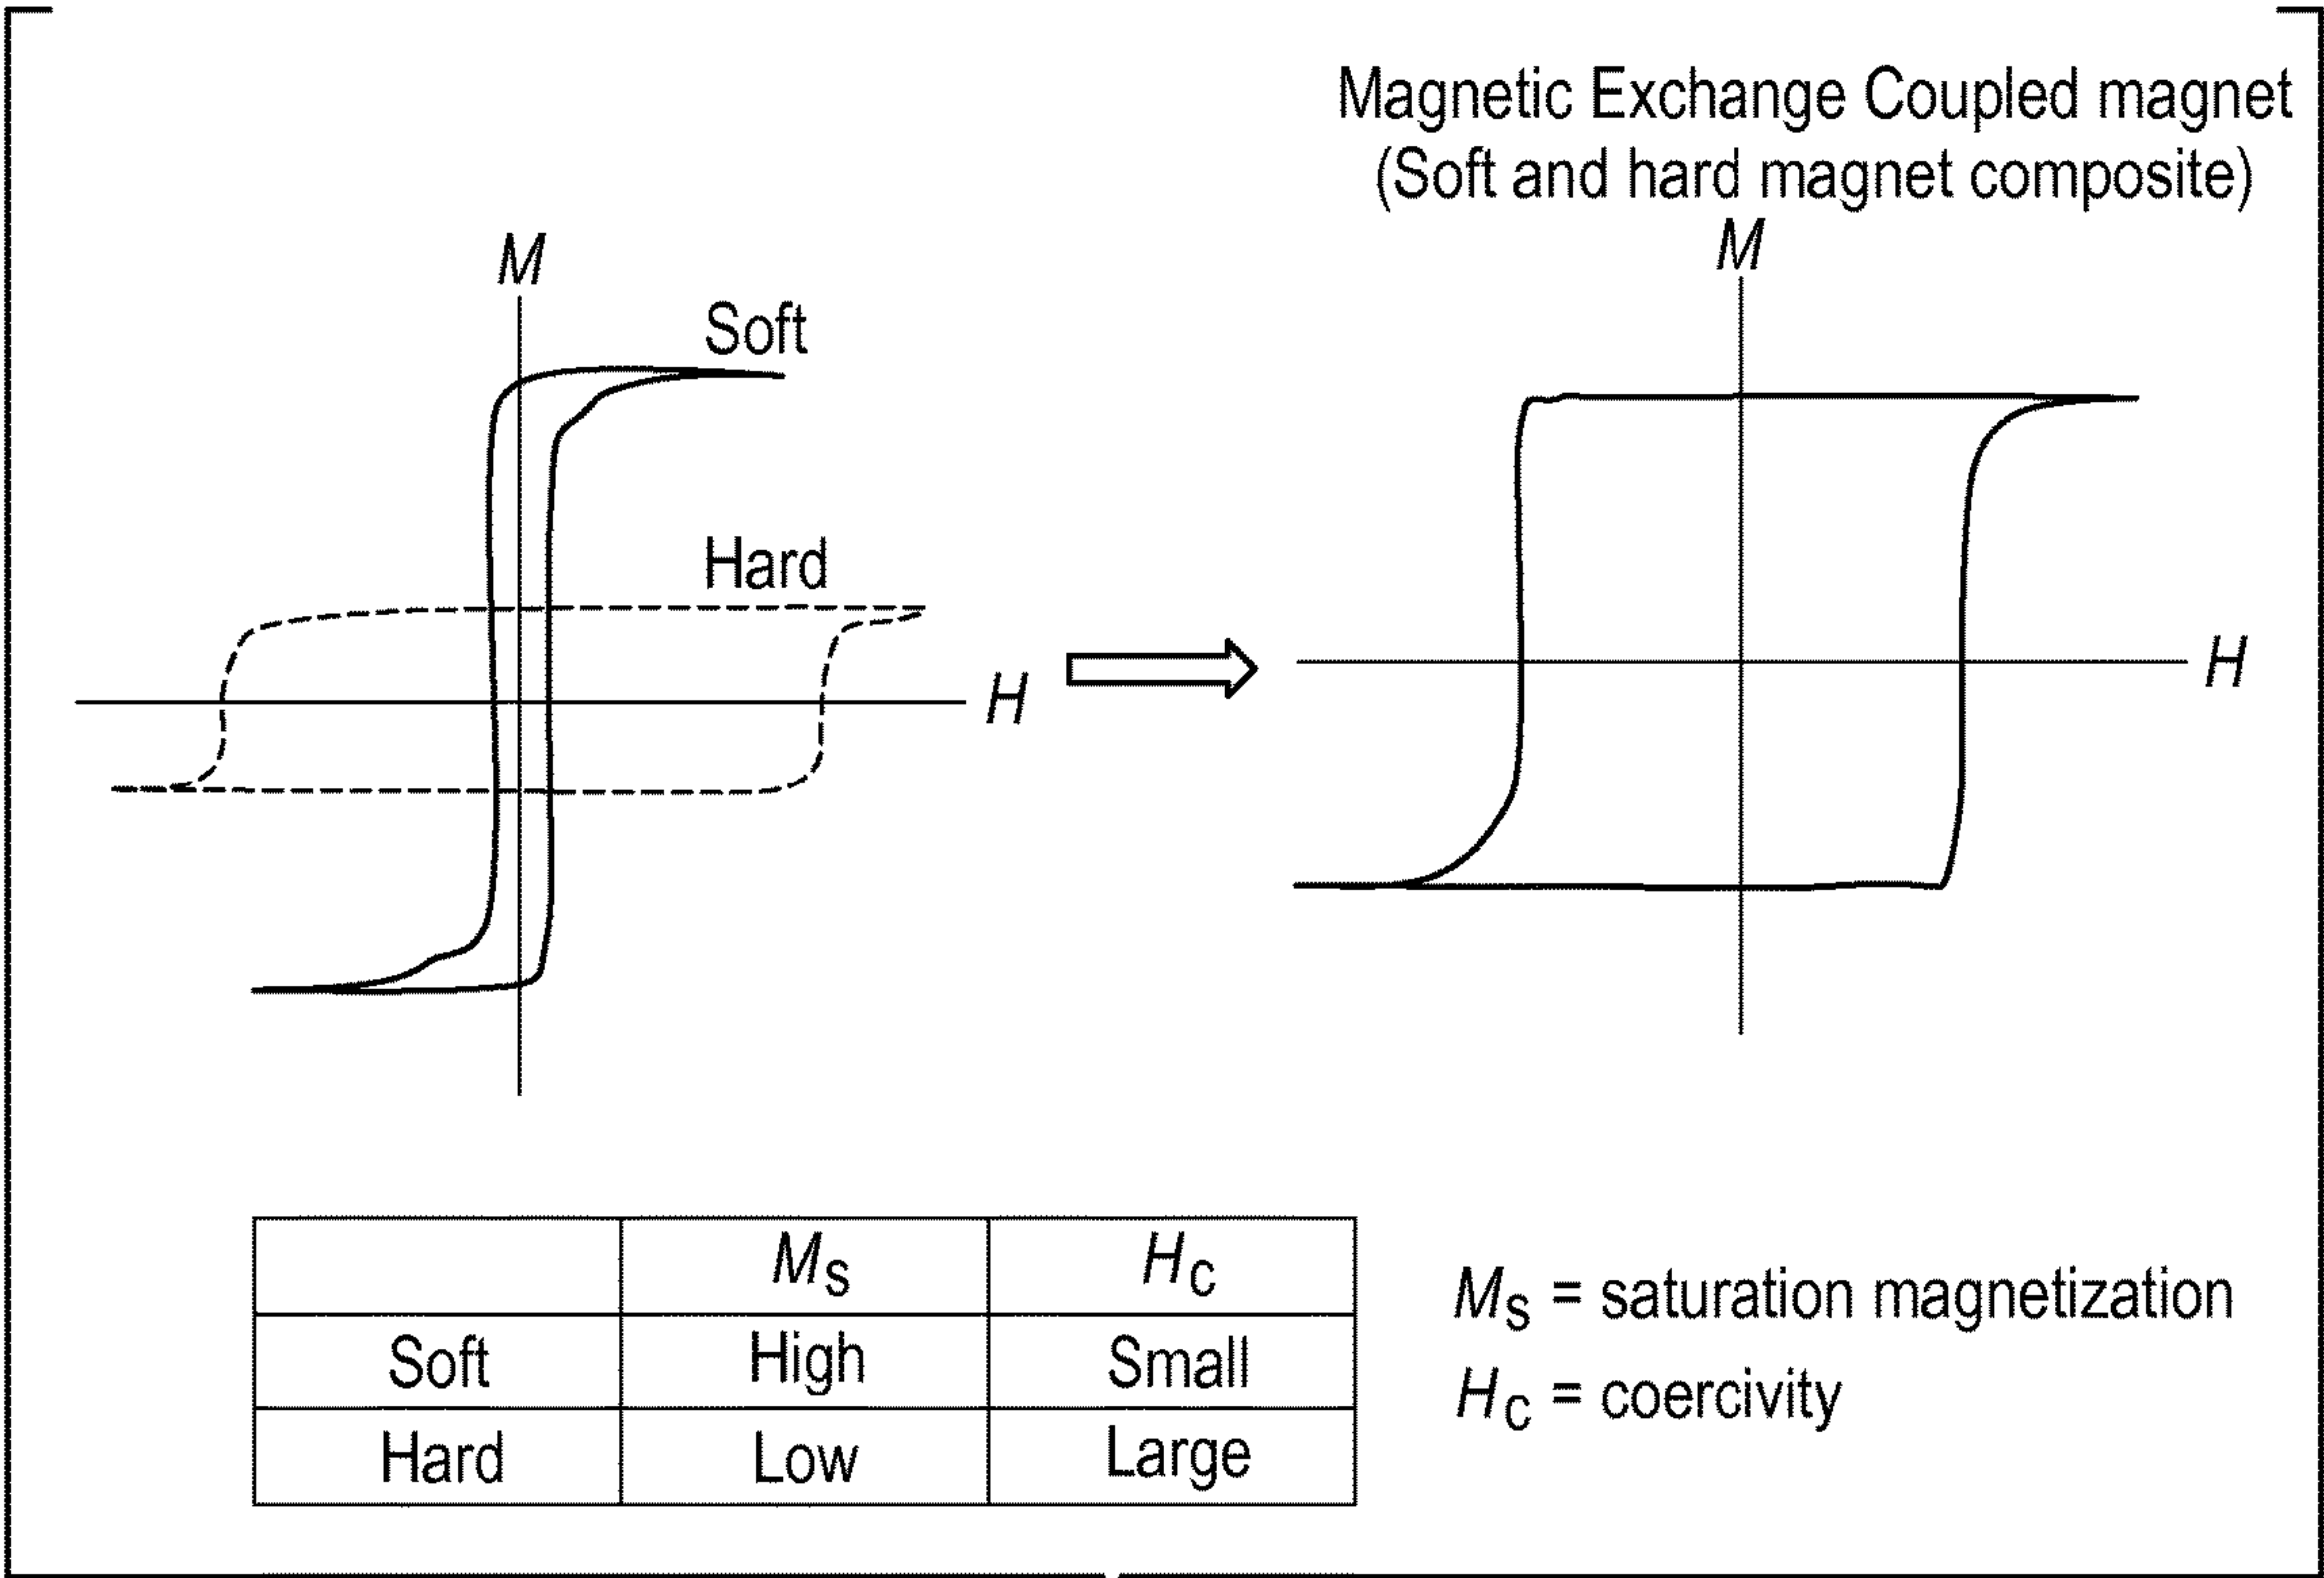 Magnetic Exchange Coupled magnet
(Soft and hard magnet composite)
M
Soft
Hard
H
M
H
Ms Hc
Soft High Small
Hard Low Large
Ms = saturation magnetization
Hc = coercivity